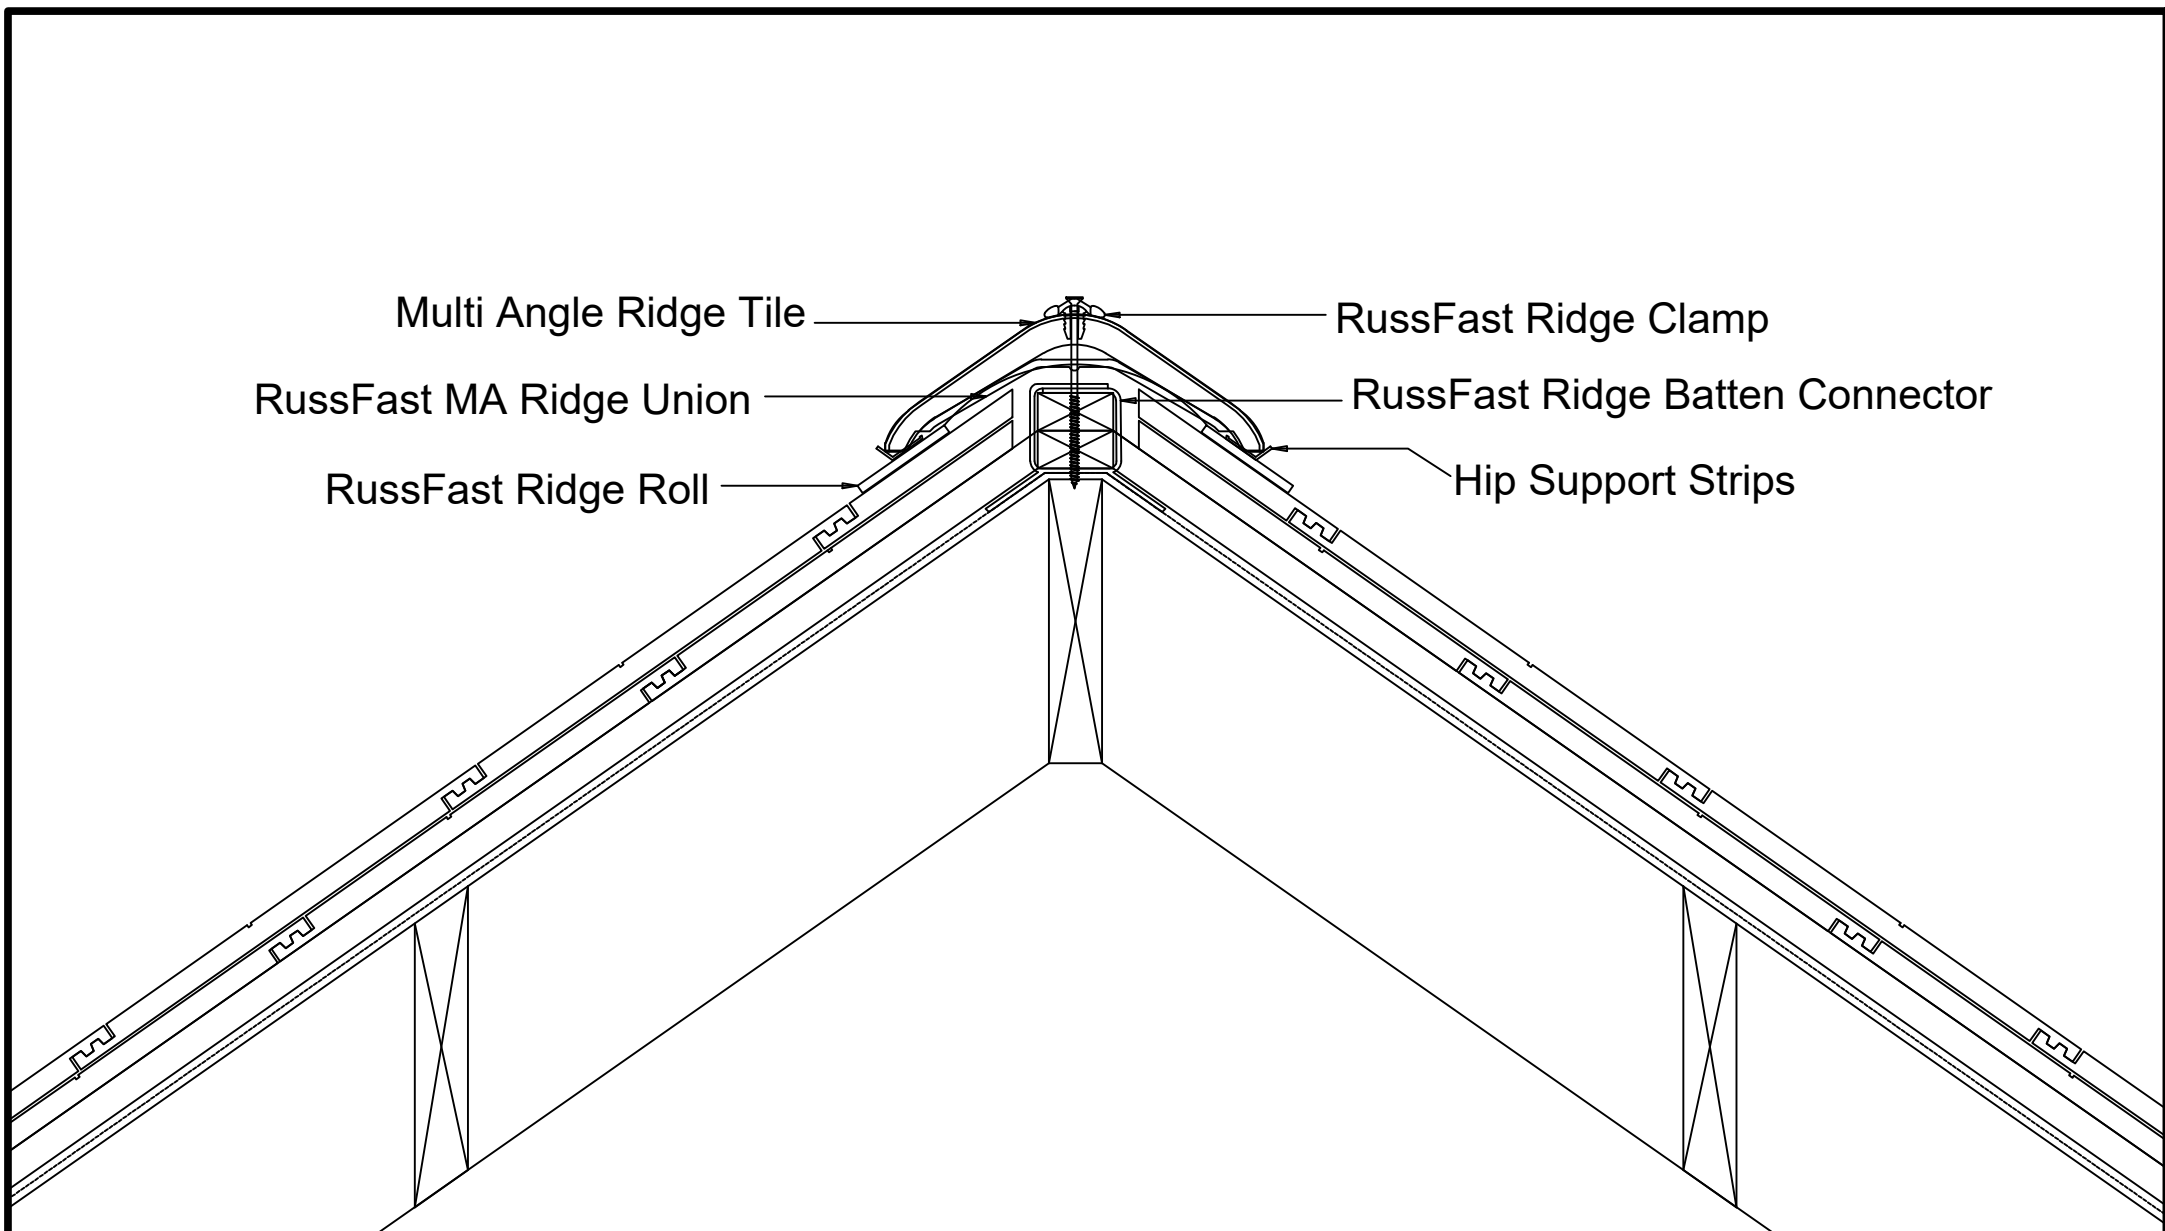 Multi Angle Ridge Tile
RussFast Ridge Clamp
RussFast MA Ridge Union
RussFast Ridge Batten Connector
RussFast Ridge Roll
Hip Support Strips